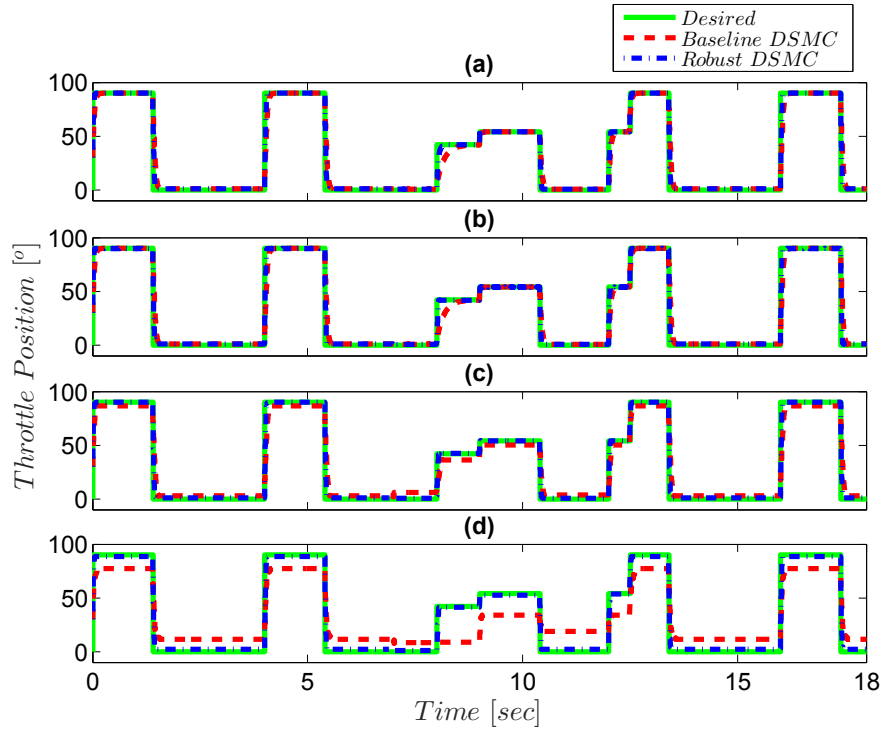 Desired
Baseline DSMC
Robust DSMC
(a)
100
50
0
(b)
100
50
0
(c)
100
50
0
(d)
100
50
0
0 5 10 15 18
Throttle Position [o]
Time [sec]